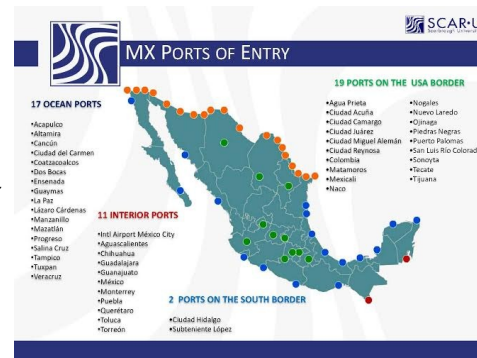 SCAR-U
MX PORTS OF ENTRY
19 PORTS ON THE USA BORDER
•Agua Prieta
•Ciudad Acuña
•Ciudad Camargo
•Ciudad Juárez
•Ciudad Miguel Alemán
•Ciudad Reynosa
•Colombia
•Matamoros
•Mexicali
•Naco
•Nogales
•Nuevo Laredo
•Ojinaga
•Piedras Negras
•Puerto Palomas
•San Luis Río Colorad
•Sonoyta
•Tecate
•Tijuana
17 OCEAN PORTS
•Acapulco
•Altamira
•Cancún
•Ciudad del Carmen
•Coatzacoalcos
•Dos Bocas
•Ensenada
•Guaymas
•La Paz
•Lázaro Cárdenas
•Manzanillo
•Mazatlán
•Progreso
•Salina Cruz
•Tampico
•Tuxpan
•Veracruz
11 INTERIOR PORTS
•Intl Airport México City
•Aguascalientes
•Chihuahua
•Guadalajara
•Guanajuato
•México
•Monterrey
•Puebla
•Querétaro
•Toluca
•Torreón
2 PORTS ON THE SOUTH BORDER
•Ciudad Hidalgo
•Subteniente López